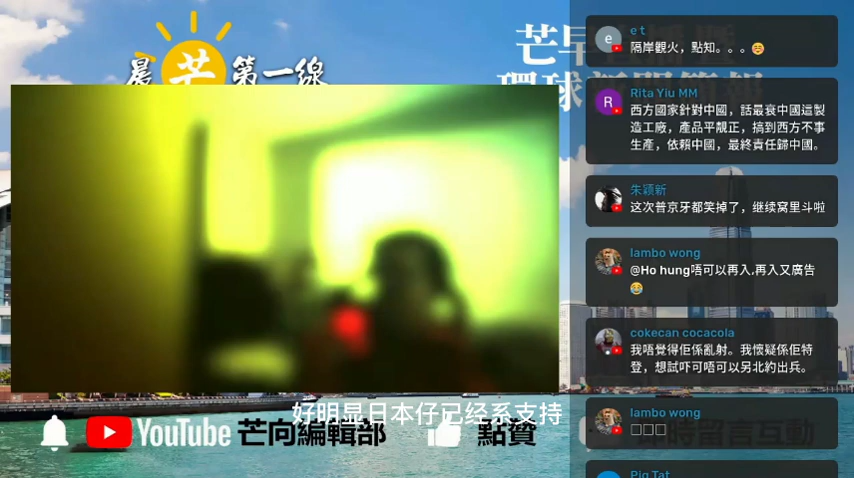 晨芒第一線
et
隔岸觀火，點知。。。😊
Rita Yiu MM
西方國家針對中國，話最衰中國這製
造工廠，產品平靚正，搞到西方不事
生產，依賴中國，最終責任歸中國。
朱颖新
这次普京牙都笑掉了，继续窝里斗啦
lambo wong
@Ho hung唔可以再入,再入又廣告
😂
cokecan cocacola
我唔覺得佢係亂射。我懷疑係佢特
登，想試吓可唔可以另北約出兵。
lambo wong
□□□
Pig Tat
好明显日本仔已经系支持
YouTube 芒向編輯部
點贊
即時留言互動